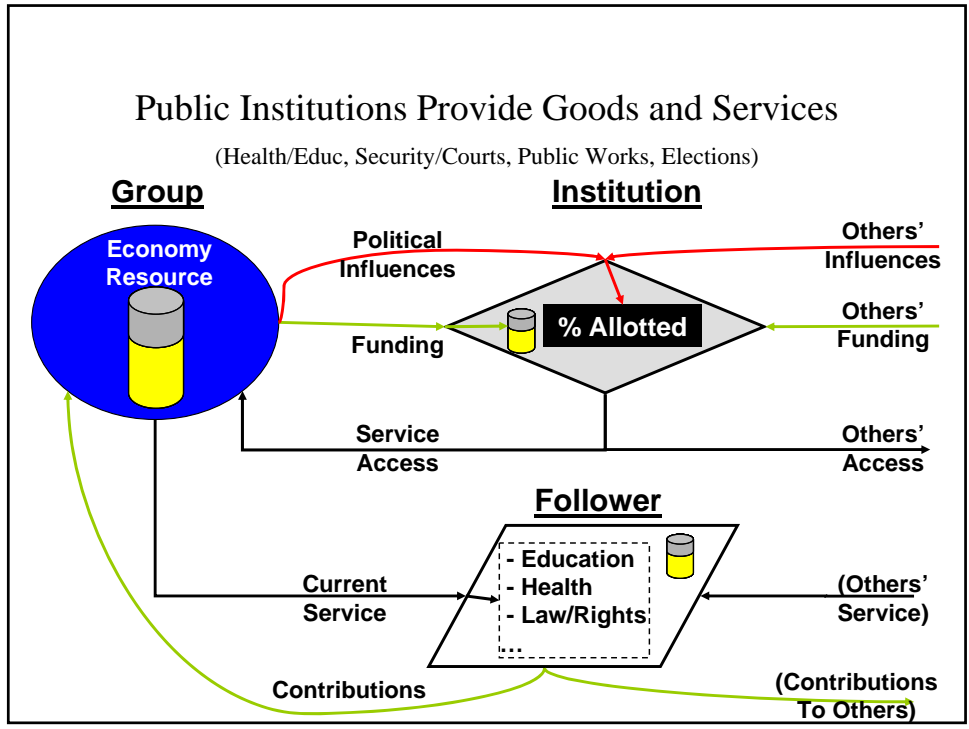 Public Institutions Provide Goods and Services
(Health/Educ, Security/Courts, Public Works, Elections)
Group
Institution
Economy
Resource
Political
Influences
Others'
Influences
% Allotted
Funding
Others'
Funding
Service
Access
Others'
Access
Follower
- Education
- Health
- Law/Rights
...
Current
Service
(Others'
Service)
Contributions
(Contributions
To Others)